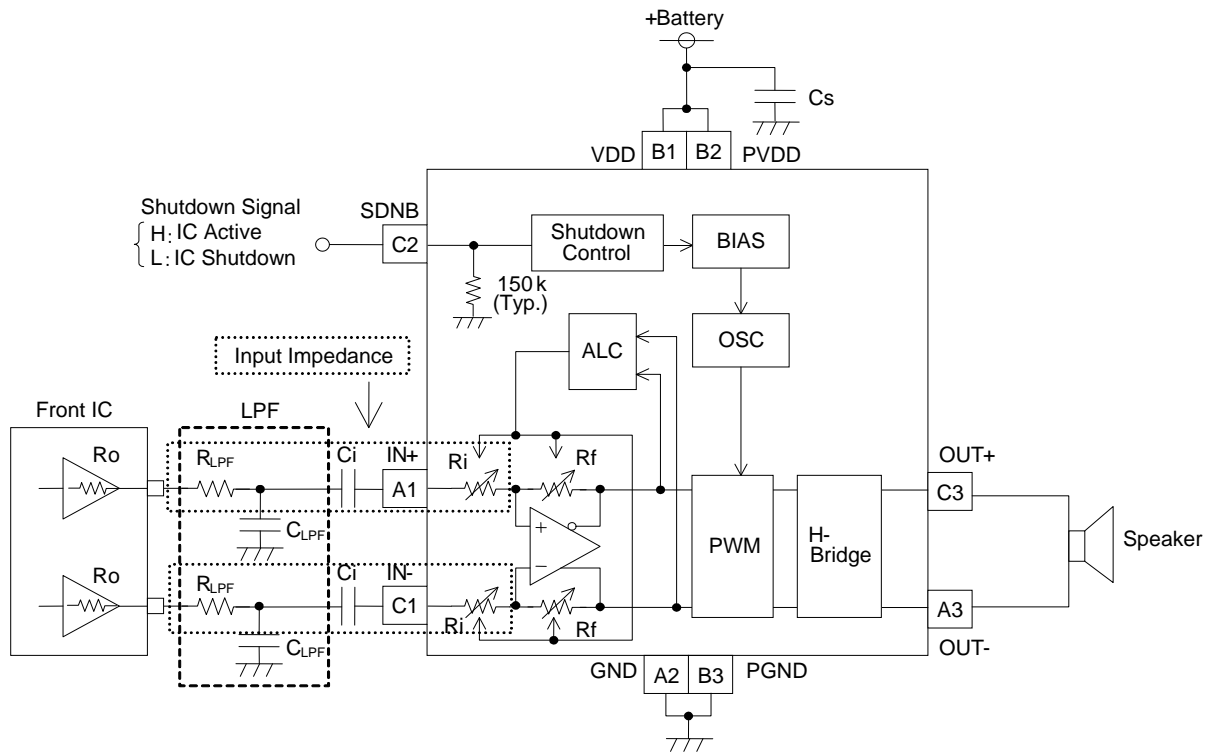 +Battery
Cs
VDD
B1
B2
PVDD
Shutdown Signal
H: IC Active
L: IC Shutdown
SDNB
C2
Shutdown
Control
BIAS
150k
(Typ.)
ALC
OSC
Input Impedance
Front IC
LPF
Ro
RLPF
Ci
IN+
A1
Ri
Rf
OUT+
C3
CLPF
+
−
PWM
H-
Bridge
Speaker
Ro
RLPF
Ci
IN-
C1
Ri
Rf
A3
OUT-
CLPF
GND
A2
B3
PGND